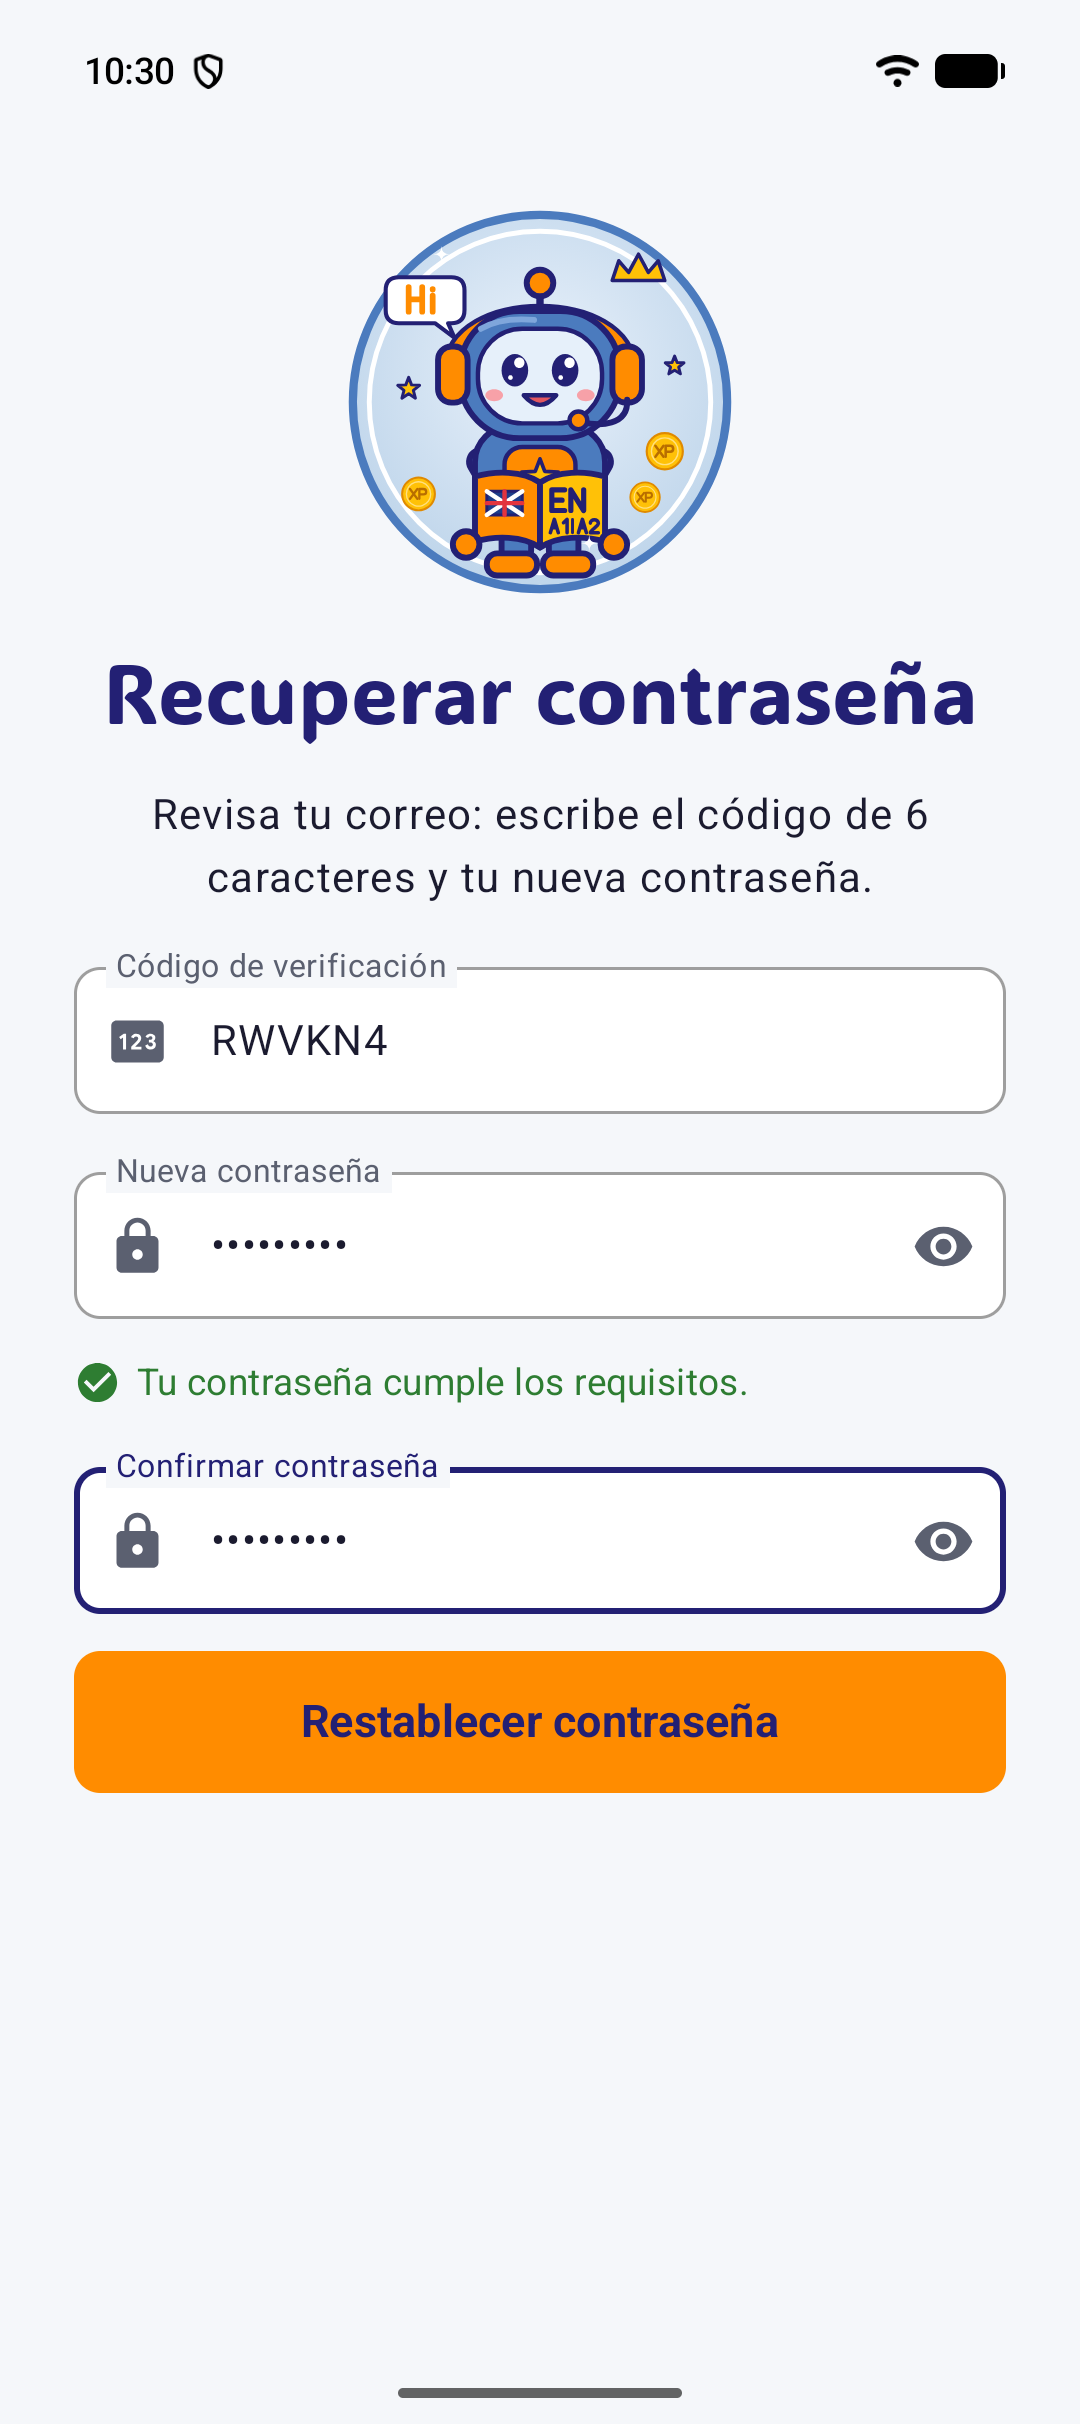 10:30
Hi
XP
XP
XP
EN
A1|A2
Recuperar contraseña
Revisa tu correo: escribe el código de 6
caracteres y tu nueva contraseña.
Código de verificación
123
RWVKN4
Nueva contraseña
•••••••••
Tu contraseña cumple los requisitos.
Confirmar contraseña
•••••••••
Restablecer contraseña